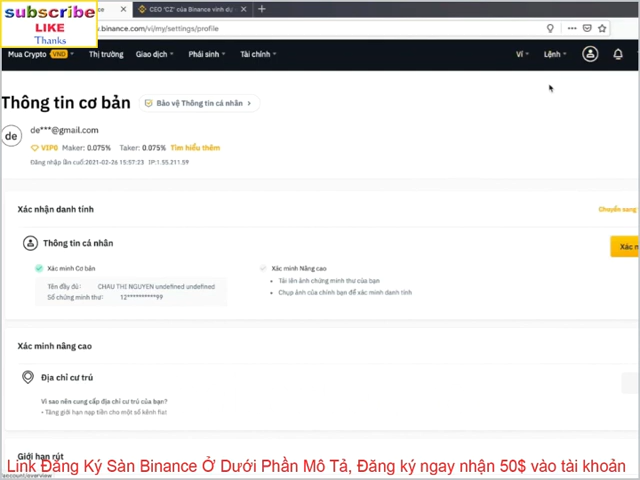 subscribe
LIKE
Thanks
ce
CEO "CZ" của Binance vinh dự
.binance.com/vi/my/settings/profile
Mua Crypto VND Thị trường Giao dịch Phái sinh Tài chính Ví Lệnh
Thông tin cơ bản
Bảo vệ Thông tin cá nhân
de
de***@gmail.com
VIP0 Maker: 0.075% Taker: 0.075% Tìm hiểu thêm
Đăng nhập lần cuối:2021-02-26 15:57:23 IP:1.55.211.59
Xác nhận danh tính
Chuyển sang
Thông tin cá nhân
Xác m
Xác minh Cơ bản
Tên đầy đủ: CHAU THI NGUYEN undefined undefined
Số chứng minh thư: 12**********99
Xác minh Nâng cao
• Tải lên ảnh chứng minh thư của bạn
• Chụp ảnh của chính bạn để xác minh danh tính
Xác minh nâng cao
Địa chỉ cư trú
Vì sao nên cung cấp địa chỉ cư trú của bạn?
• Tăng giới hạn nạp tiền cho một số kênh fiat
Giới hạn rút
Link Đăng Ký Sàn Binance Ở Dưới Phần Mô Tả, Đăng ký ngay nhận 50$ vào tài khoản